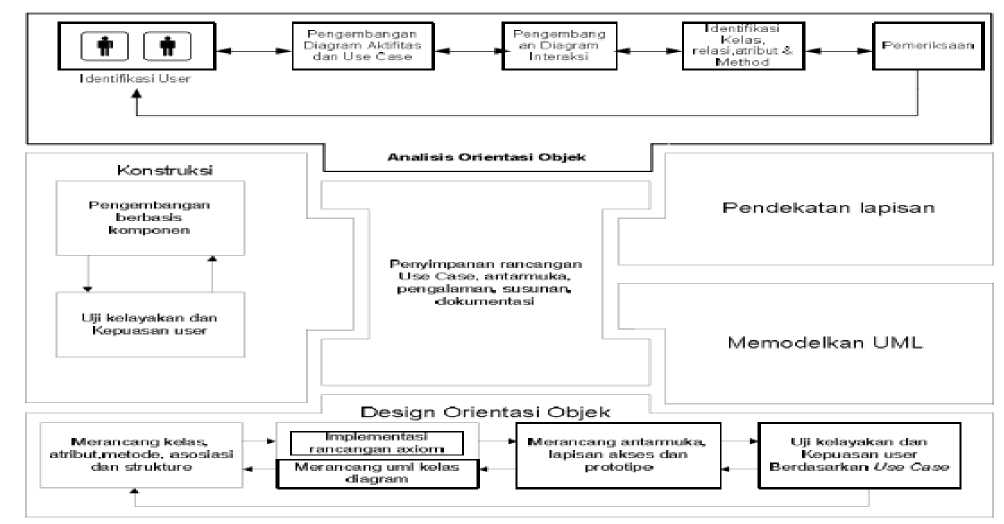 Pengembangan
Diagram Aktifitas
dan Use Case
Pengembang
an Diagram
Interaksi
Identifikasi
Kelas,
relasi,atribut &
Method
Pemeriksaan
Identifikasi User
Analisis Orientasi Objek
Konstruksi
Pengembangan
berbasis
komponen
Uji kelayakan dan
Kepuasan user
Penyimpanan rancangan
Use Case, antarmuka,
pengalaman, susunan,
dokumentasi
Pendekatan lapisan
Memodelkan UML
Design Orientasi Objek
Merancang kelas,
atribut,metode, asosiasi
dan strukture
Implementasi
rancangan axiom
Merancang uml kelas
diagram
Merancang antarmuka,
lapisan akses dan
prototipe
Uji kelayakan dan
Kepuasan user
Berdasarkan Use Case